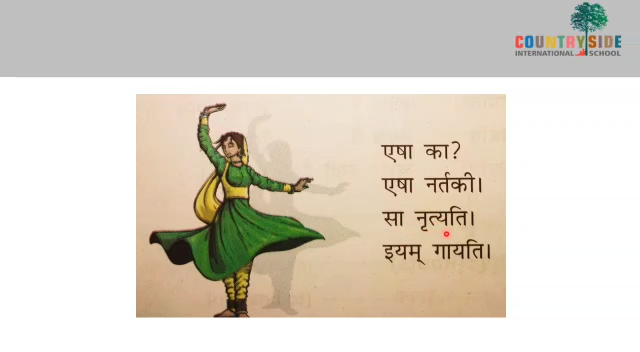 COUNTRYSIDE
INTERNATIONAL SCHOOL
एषा का?
एषा नर्तकी।
सा नृत्यति।
इयम् गायति।